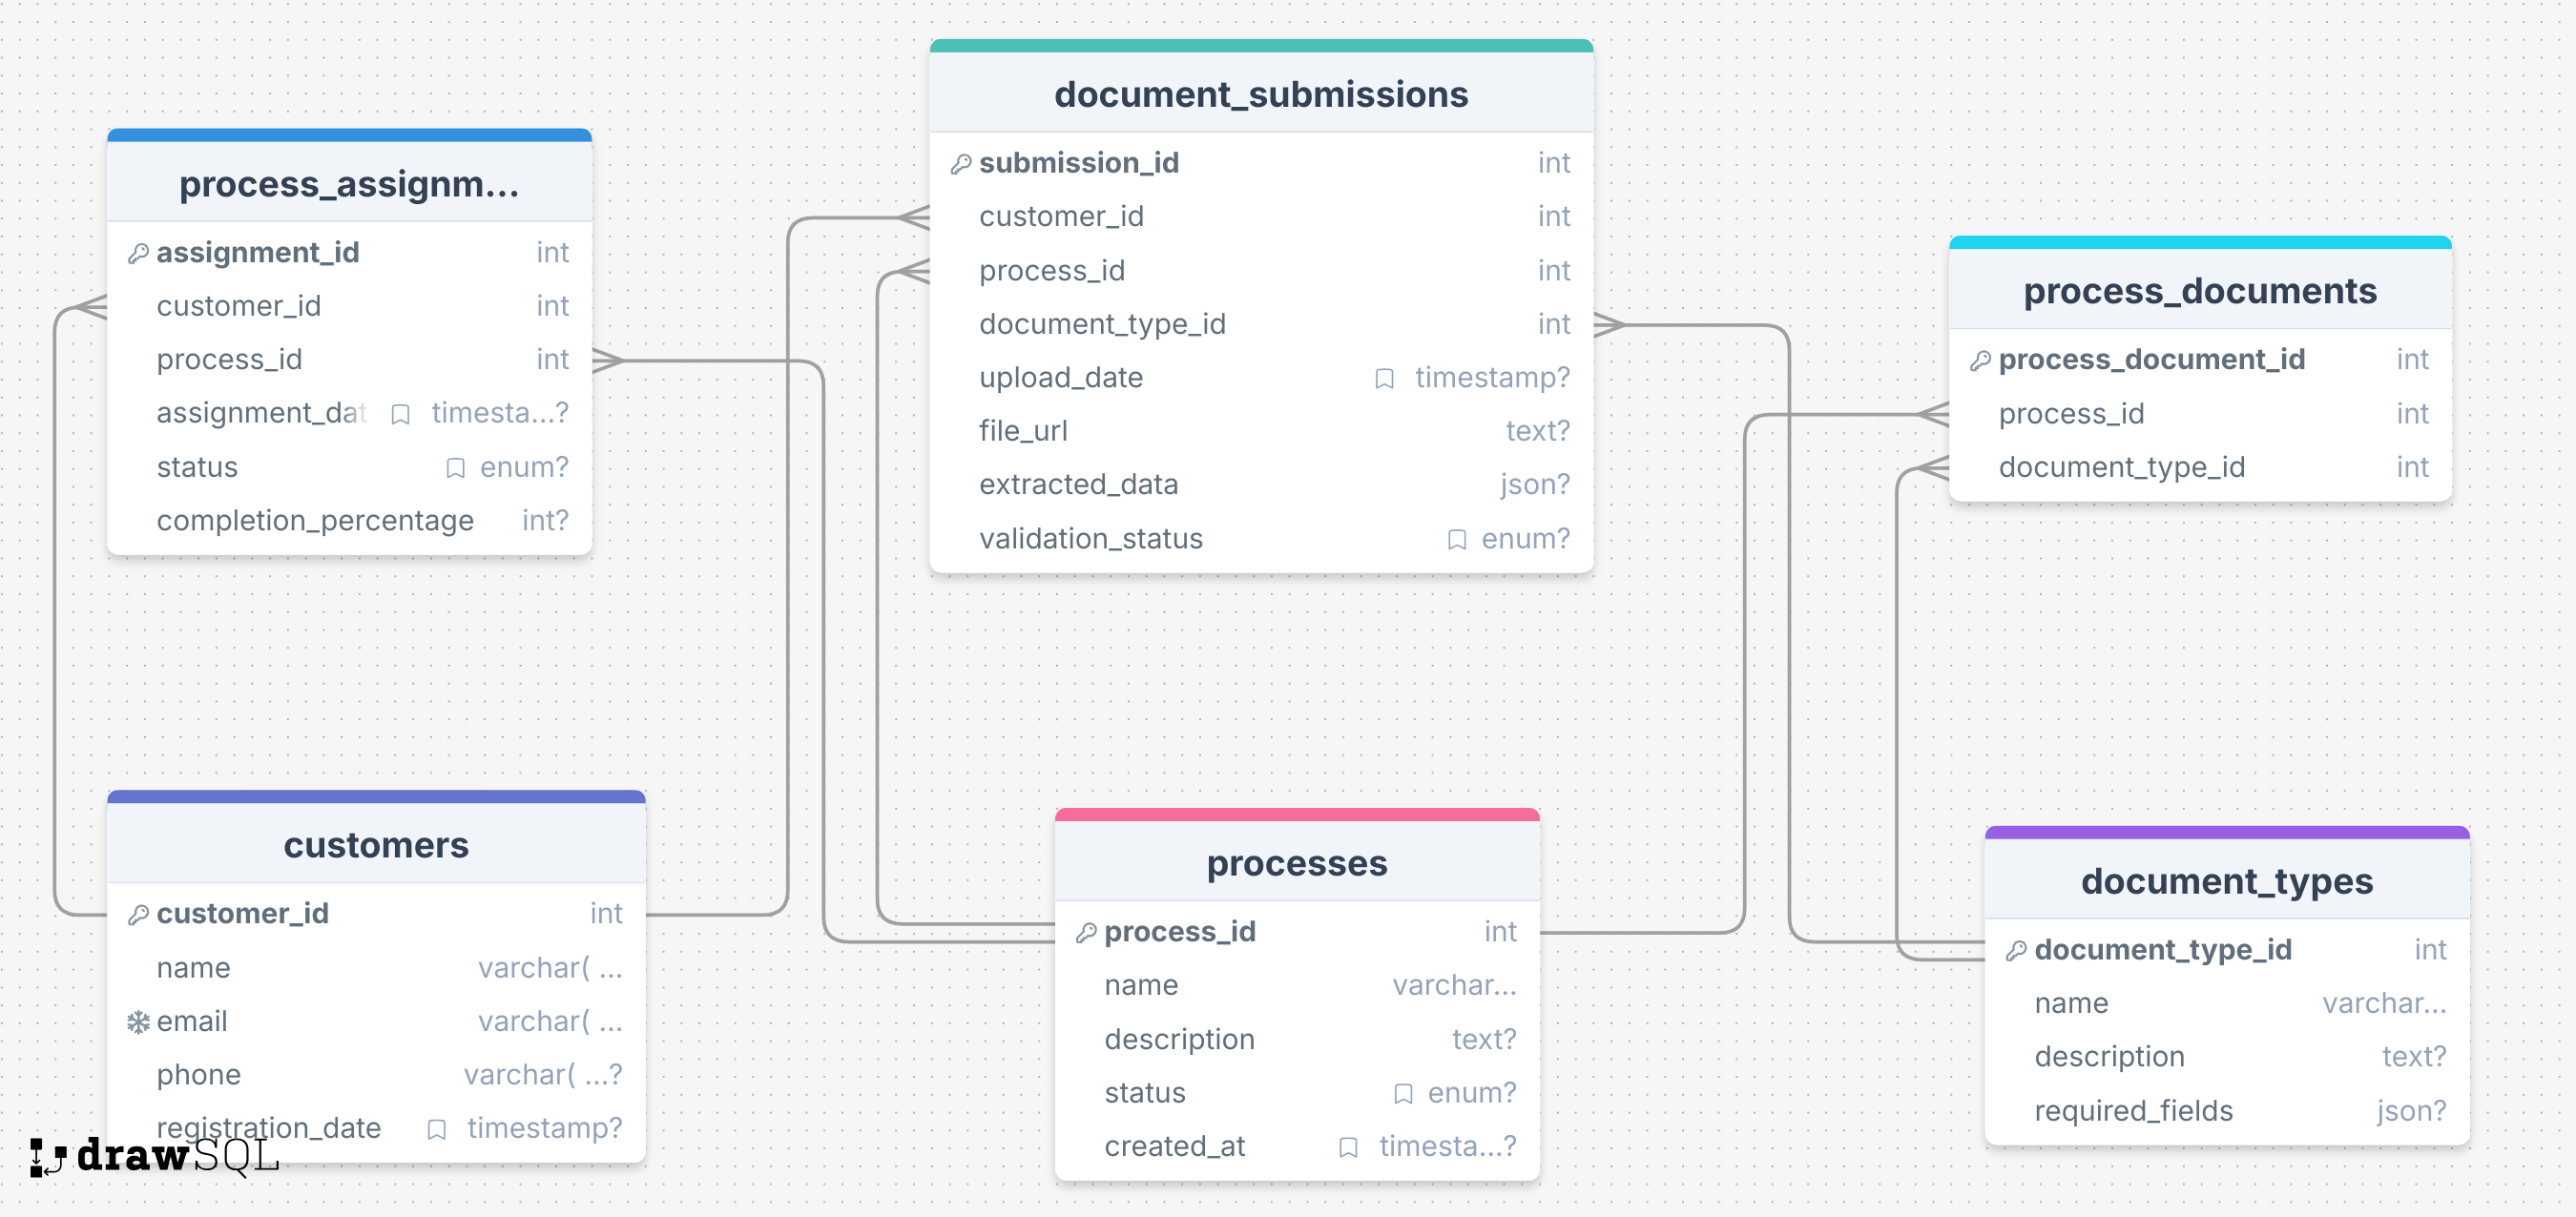 process_assignm...
assignment_id int
customer_id int
process_id int
assignment_dat timesta...?
status enum?
completion_percentage int?
document_submissions
submission_id int
customer_id int
process_id int
document_type_id int
upload_date timestamp?
file_url text?
extracted_data json?
validation_status enum?
process_documents
process_document_id int
process_id int
document_type_id int
customers
customer_id int
name varchar( ...
email varchar( ...
phone varchar( ...?
registration_date timestamp?
processes
process_id int
name varchar...
description text?
status enum?
created_at timesta...?
document_types
document_type_id int
name varchar...
description text?
required_fields json?
drawSQL